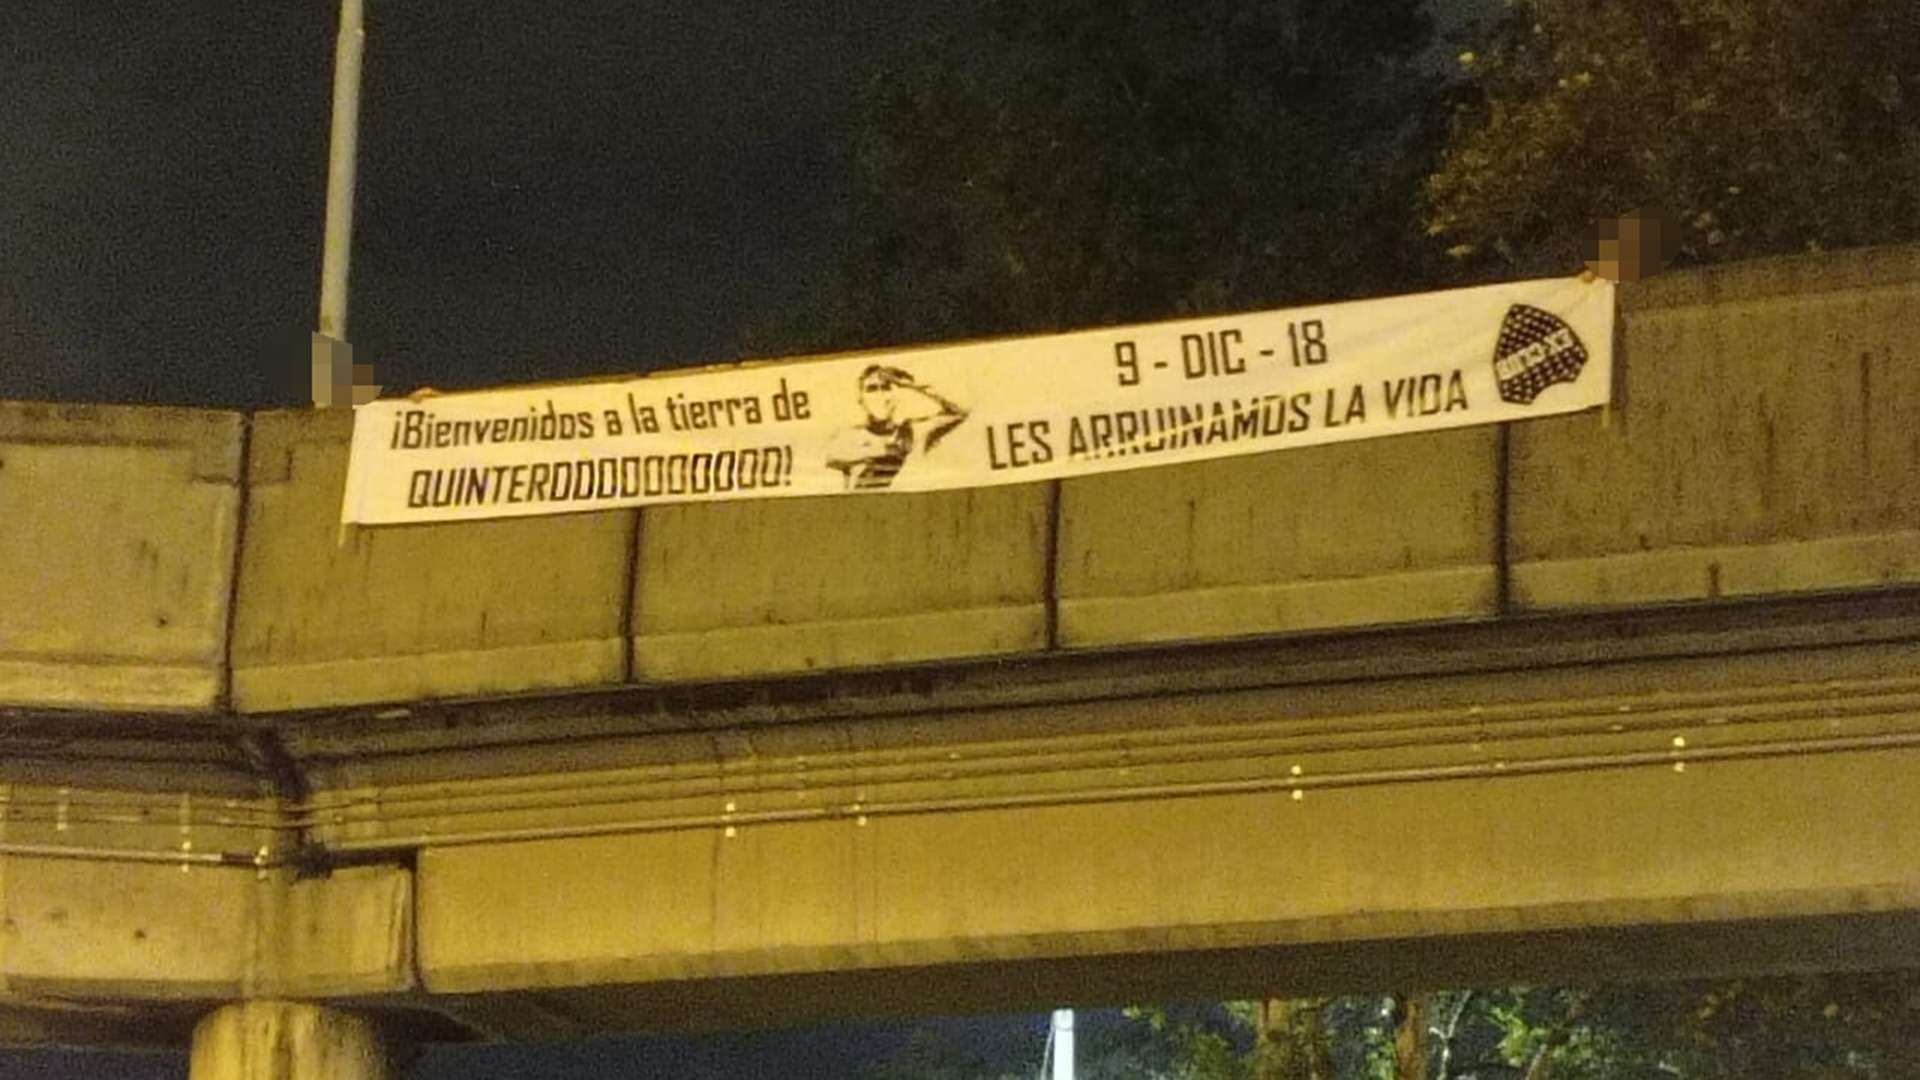 ¡Bienvenidos a la tierra de
QUINTEROOOOOOOOOO!
9 - DIC - 18
LES ARRUINAMOS LA VIDA